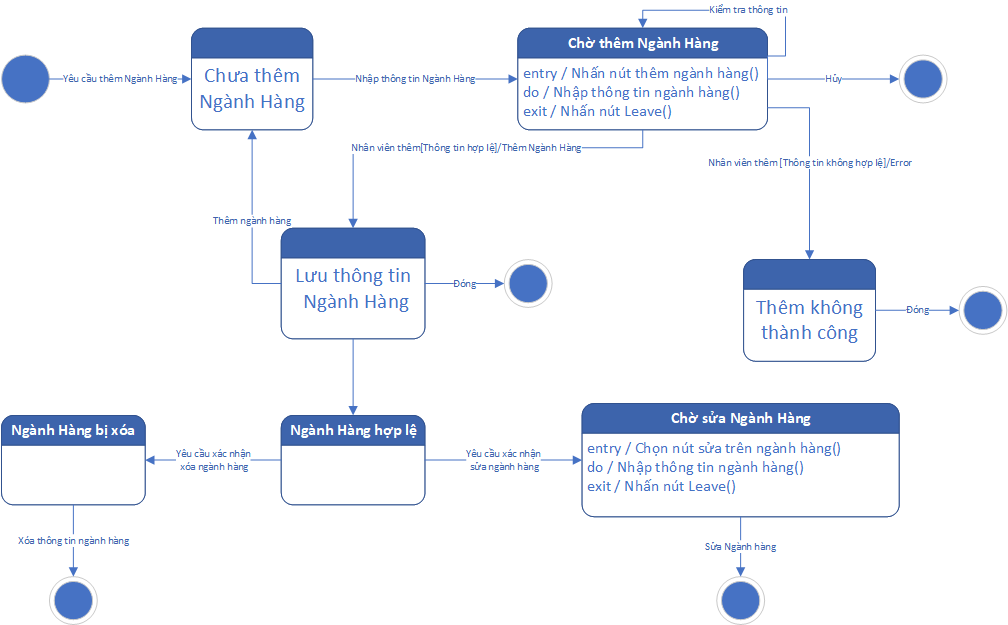 Kiểm tra thông tin
Chờ thêm Ngành Hàng
Yêu cầu thêm Ngành Hàng
Chưa thêm
Ngành Hàng
Nhập thông tin Ngành Hàng
entry / Nhấn nút thêm ngành hàng()
do / Nhập thông tin ngành hàng()
exit / Nhấn nút Leave()
Hủy
Nhân viên thêm[Thông tin hợp lệ]/Thêm Ngành Hàng
Nhân viên thêm [Thông tin không hợp lệ]/Error
Thêm ngành hàng
Lưu thông tin
Ngành Hàng
Đóng
Thêm không
thành công
Đóng
Ngành Hàng bị xóa
Yêu cầu xác nhận
xóa ngành hàng
Ngành Hàng hợp lệ
Yêu cầu xác nhận
sửa ngành hàng
Chờ sửa Ngành Hàng
entry / Chọn nút sửa trên ngành hàng()
do / Nhập thông tin ngành hàng()
exit / Nhấn nút Leave()
Xóa thông tin ngành hàng
Sửa Ngành hàng